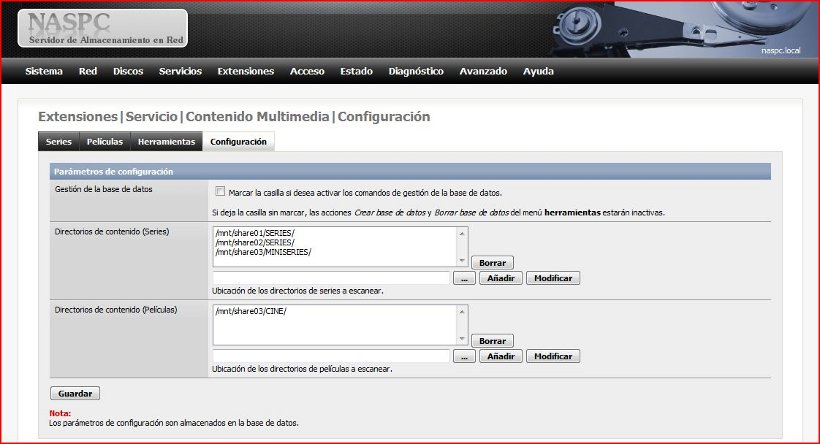 NASPC
Servidor de Almacenamiento en Red
naspc.local
Sistema Red Discos Servicios Extensiones Acceso Estado Diagnóstico Avanzado Ayuda
Extensiones|Servicio|Contenido Multimedia|Configuración
Series Películas Herramientas Configuración
Parámetros de configuración
Gestión de la base de datos
Marcar la casilla si desea activar los comandos de gestión de la base de datos.
Si deja la casilla sin marcar, las acciones Crear base de datos y Borrar base de datos del menú herramientas estarán inactivas.
Directorios de contenido (Series)
/mnt/share01/SERIES/
/mnt/share02/SERIES/
/mnt/share03/MINISERIES/
Borrar
... Añadir Modificar
Ubicación de los directorios de series a escanear.
Directorios de contenido (Películas)
/mnt/share03/CINE/
Borrar
... Añadir Modificar
Ubicación de los directorios de películas a escanear.
Guardar
Nota:
Los parámetros de configuración son almacenados en la base de datos.